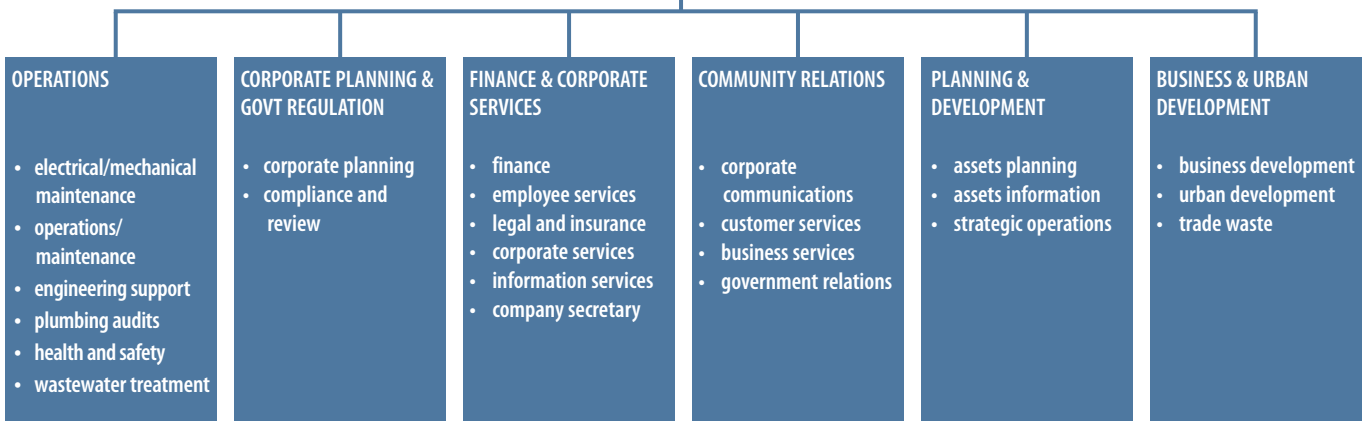 OPERATIONS
• electrical/mechanical
maintenance
• operations/
maintenance
• engineering support
• plumbing audits
• health and safety
• wastewater treatment
CORPORATE PLANNING &
GOVT REGULATION
• corporate planning
• compliance and
review
FINANCE & CORPORATE
SERVICES
• finance
• employee services
• legal and insurance
• corporate services
• information services
• company secretary
COMMUNITY RELATIONS
• corporate
communications
• customer services
• business services
• government relations
PLANNING &
DEVELOPMENT
• assets planning
• assets information
• strategic operations
BUSINESS & URBAN
DEVELOPMENT
• business development
• urban development
• trade waste